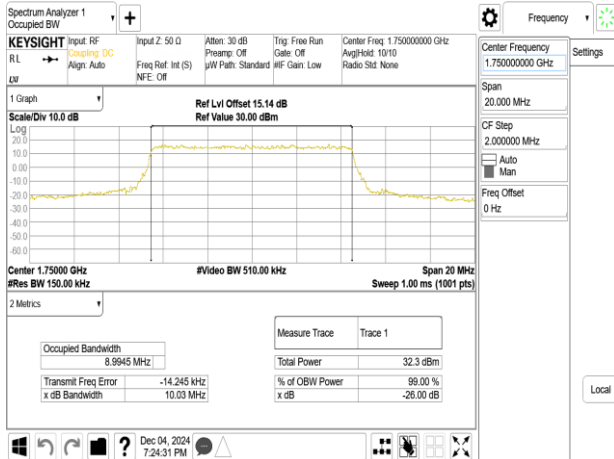 Spectrum Analyzer 1
Occupied BW
Frequency
KEYSIGHT
RL
LXI
Input: RF
Coupling: DC
Align: Auto
Input Z: 50 Ω
Freq Ref: Int (S)
NFE: Off
Atten: 30 dB
Preamp: Off
µW Path: Standard
Trig: Free Run
Gate: Off
#IF Gain: Low
Center Freq: 1.750000000 GHz
Avg|Hold: 10/10
Radio Std: None
Center Frequency
1.750000000 GHz
Settings
Span
20.000 MHz
CF Step
2.000000 MHz
Auto
Man
Freq Offset
0 Hz
Local
1 Graph
Scale/Div 10.0 dB
Ref Lvl Offset 15.14 dB
Ref Value 30.00 dBm
Log
20.0
10.0
0.00
-10.0
-20.0
-30.0
-40.0
-50.0
-60.0
Center 1.75000 GHz
#Res BW 150.00 kHz
#Video BW 510.00 kHz
Span 20 MHz
Sweep 1.00 ms (1001 pts)
2 Metrics
Occupied Bandwidth
8.9945 MHz
Transmit Freq Error -14.245 kHz
x dB Bandwidth 10.03 MHz
Measure Trace Trace 1
Total Power 32.3 dBm
% of OBW Power 99.00 %
x dB -26.00 dB
Dec 04, 2024
7:24:31 PM